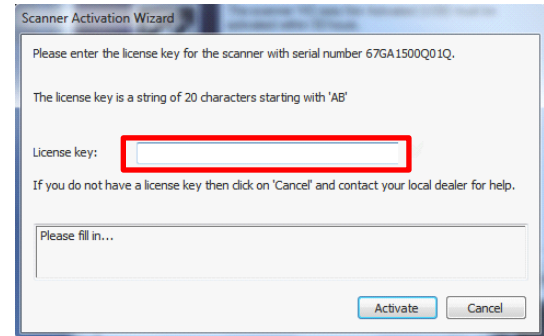 Scanner Activation Wizard
Please enter the license key for the scanner with serial number 67GA1500Q01Q.
The license key is a string of 20 characters starting with 'AB'
License key:
If you do not have a license key then click on 'Cancel' and contact your local dealer for help.
Please fill in...
Activate Cancel